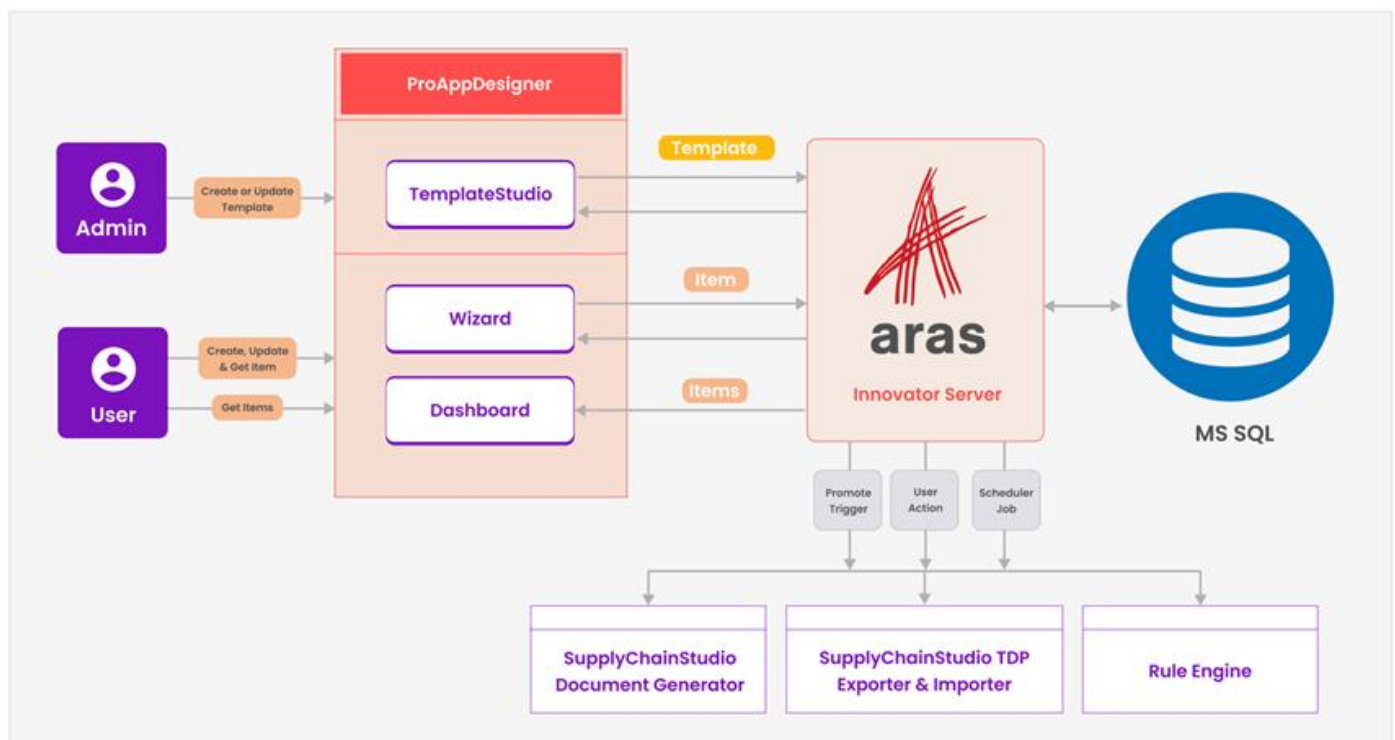 ProAppDesigner
Template
TemplateStudio
Create or Update
Template
Admin
Item
Wizard
aras
Create, Update
& Get Item
User
Get Items
Items
Dashboard
Innovator Server
MS SQL
Promote
Trigger
User
Action
Scheduler
Job
SupplyChainStudio
Document Generator
SupplyChainStudio TDP
Exporter & Importer
Rule Engine